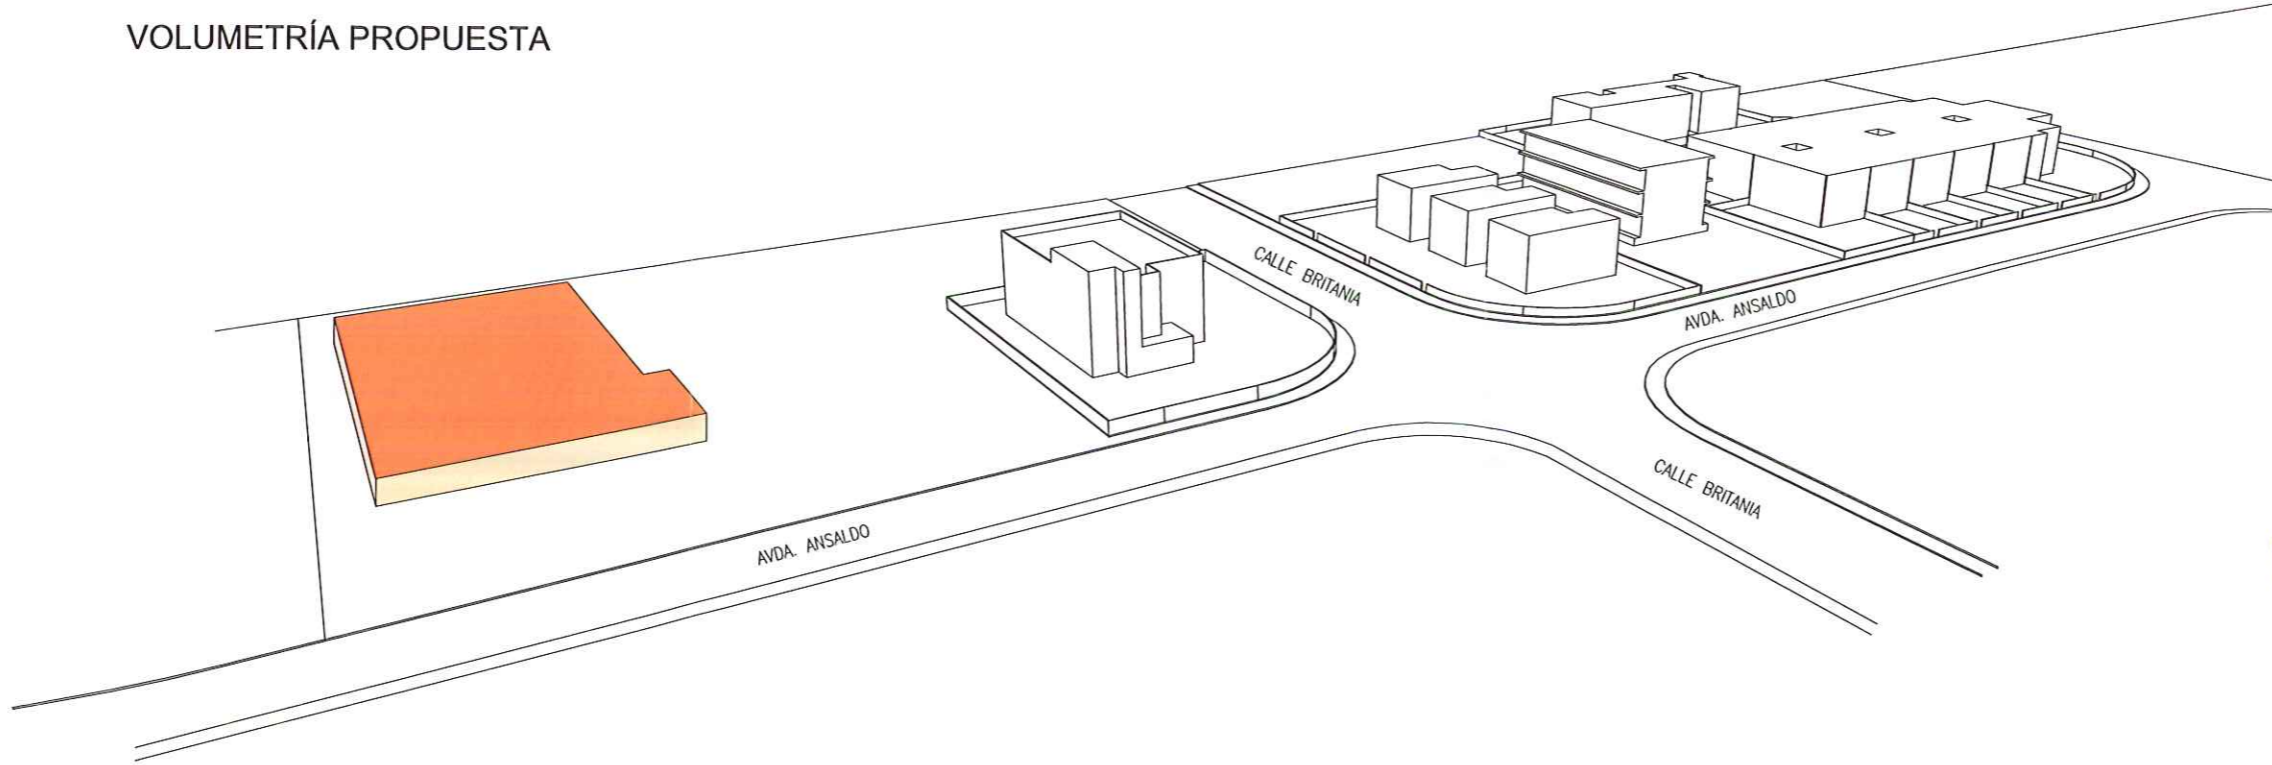 VOLUMETRÍA PROPUESTA
CALLE BRITANIA
AVDA. ANSALDO
CALLE BRITANIA
AVDA. ANSALDO